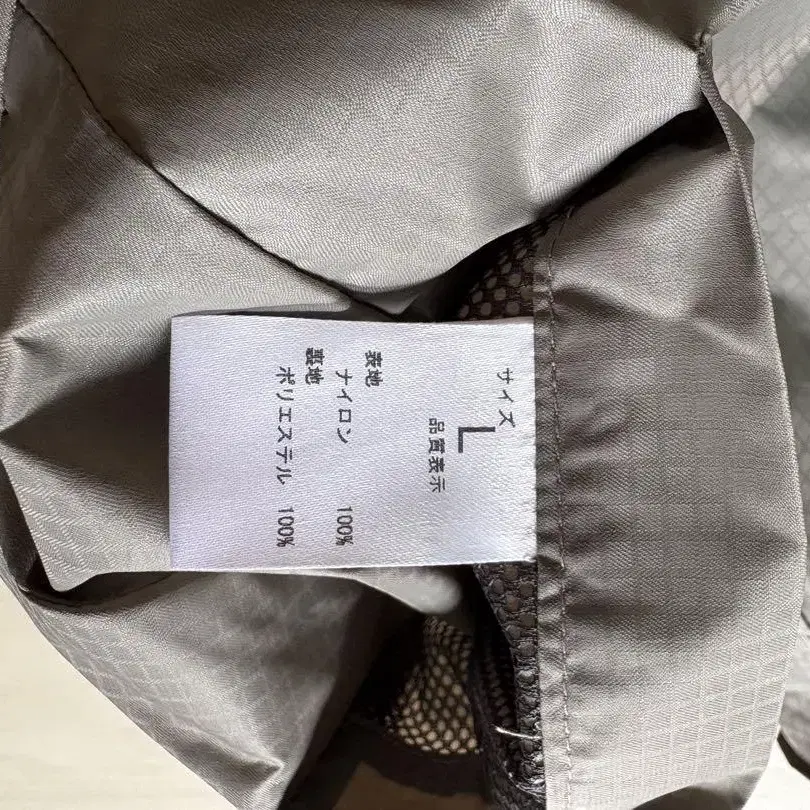 サイズ
L
品質表示
表地
ナイロン 100%
裏地
ポリエステル 100%